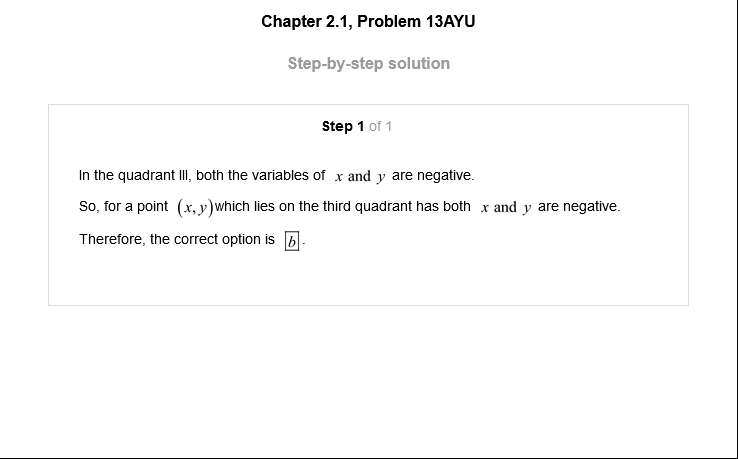 Chapter 2.1, Problem 13AYU
Step-by-step solution
Step 1 of 1
In the quadrant III, both the variables of x and y are negative.
So, for a point (x, y)which lies on the third quadrant has both x and y are negative.
Therefore, the correct option is b.